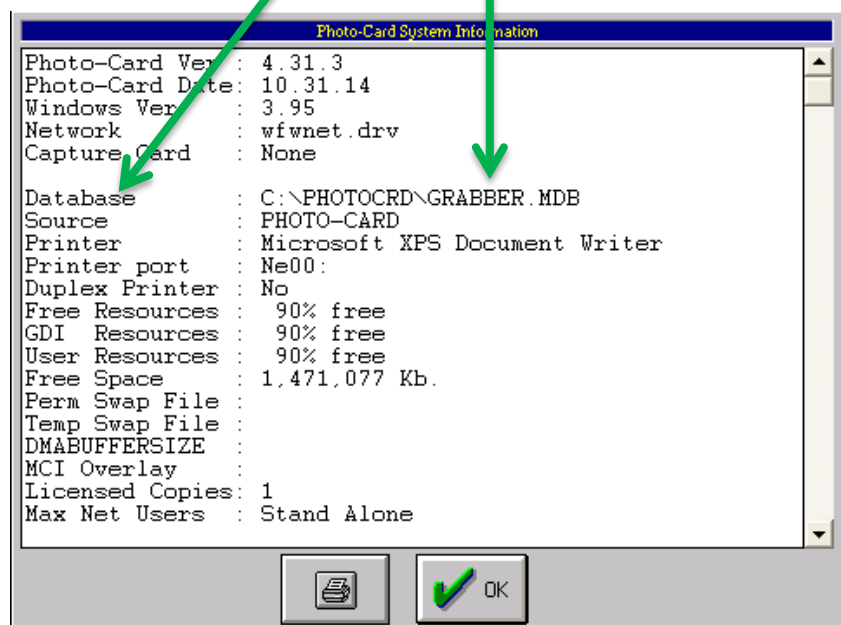 Photo-Card System Information
Photo-Card Ver : 4.31.3
Photo-Card Date: 10.31.14
Windows Ver : 3.95
Network : wfwnet.drv
Capture Card : None
Database : C:\PHOTOCRD\GRABBER.MDB
Source : PHOTO-CARD
Printer : Microsoft XPS Document Writer
Printer port : Ne00:
Duplex Printer : No
Free Resources : 90% free
GDI Resources : 90% free
User Resources : 90% free
Free Space : 1,471,077 Kb.
Perm Swap File :
Temp Swap File :
DMABUFFERSIZE :
MCI Overlay :
Licensed Copies: 1
Max Net Users : Stand Alone
OK